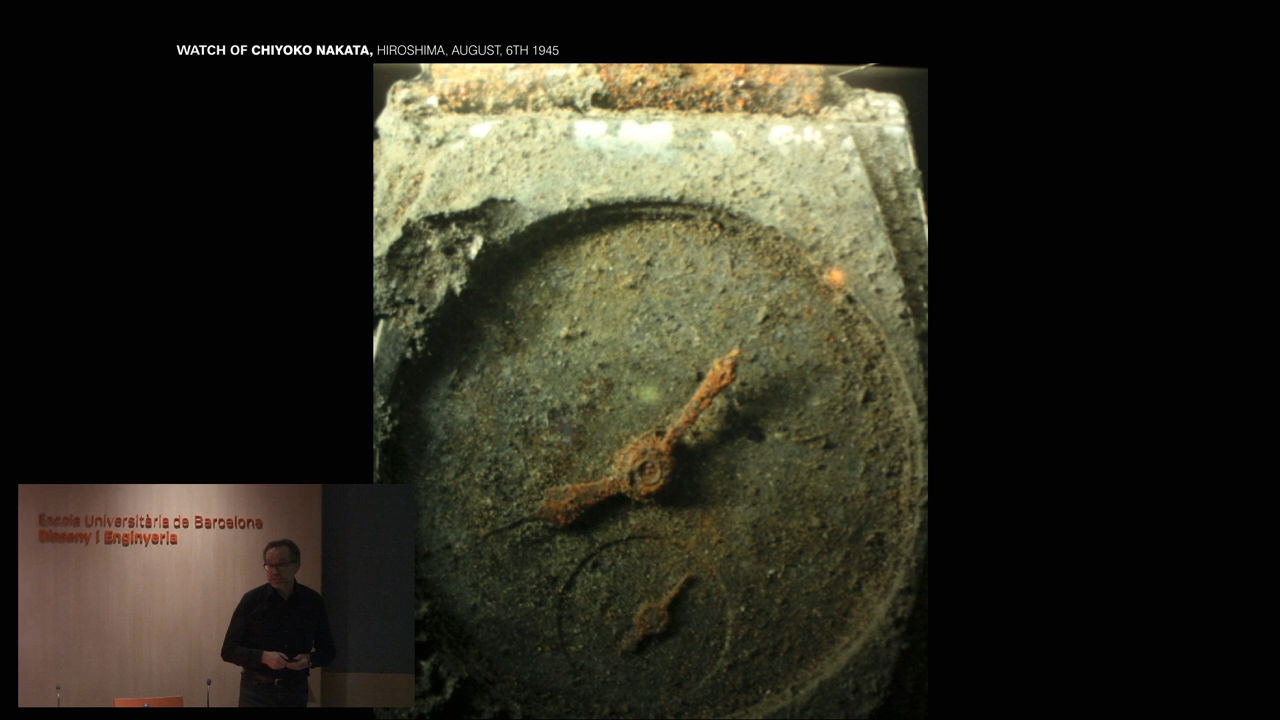 WATCH OF CHIYOKO NAKATA, HIROSHIMA, AUGUST, 6TH 1945
Escola Universitària de Barcelona
Disseny i Enginyeria